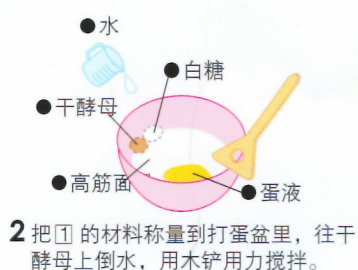 ●水
●白糖
●干酵母
●高筋面
●蛋液
2 把1的材料称量到打蛋盆里，往干
酵母上倒水，用木铲用力搅拌。